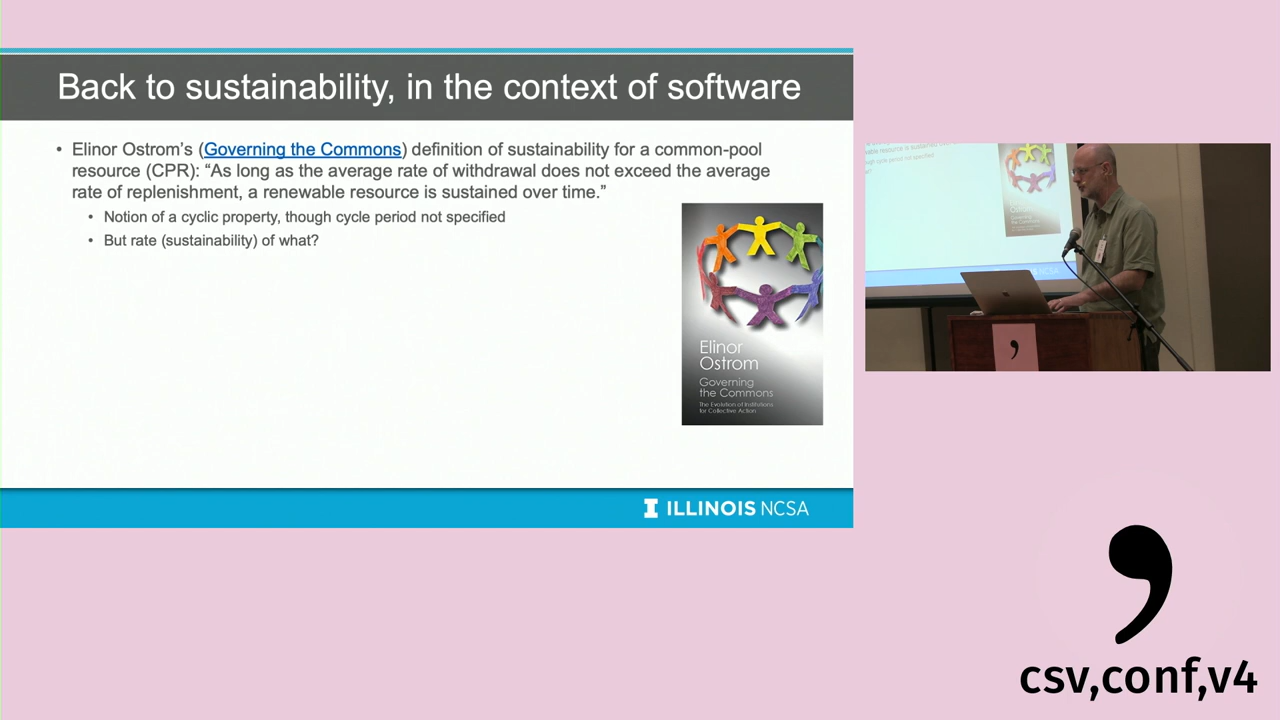 Back to sustainability, in the context of software
• Elinor Ostrom’s (Governing the Commons) definition of sustainability for a common-pool
resource (CPR): “As long as the average rate of withdrawal does not exceed the average
rate of replenishment, a renewable resource is sustained over time.”
• Notion of a cyclic property, though cycle period not specified
• But rate (sustainability) of what?
Elinor
Ostrom
Governing
the Commons
The Evolution of Institutions
for Collective Action
I ILLINOIS NCSA
,
csv,conf,v4